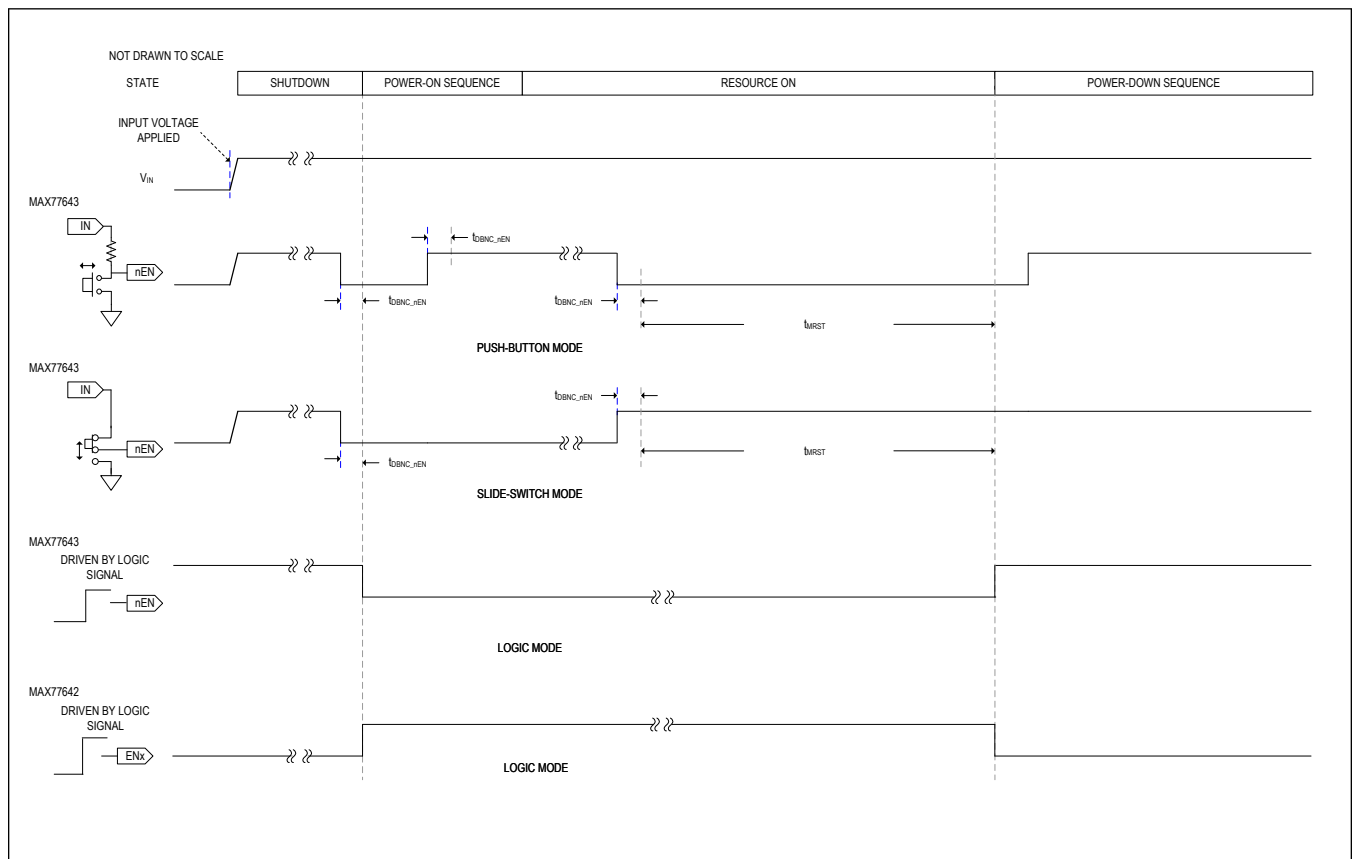 NOT DRAWN TO SCALE
STATE
SHUTDOWN
POWER-ON SEQUENCE
RESOURCE ON
POWER-DOWN SEQUENCE
INPUT VOLTAGE
APPLIED
VIN
MAX77643
IN
nEN
tDBNC_nEN
tDBNC_nEN
tDBNC_nEN
tMRST
PUSH-BUTTON MODE
MAX77643
IN
nEN
tDBNC_nEN
tDBNC_nEN
tMRST
SLIDE-SWITCH MODE
MAX77643
DRIVEN BY LOGIC
SIGNAL
nEN
LOGIC MODE
MAX77642
DRIVEN BY LOGIC
SIGNAL
ENx
LOGIC MODE